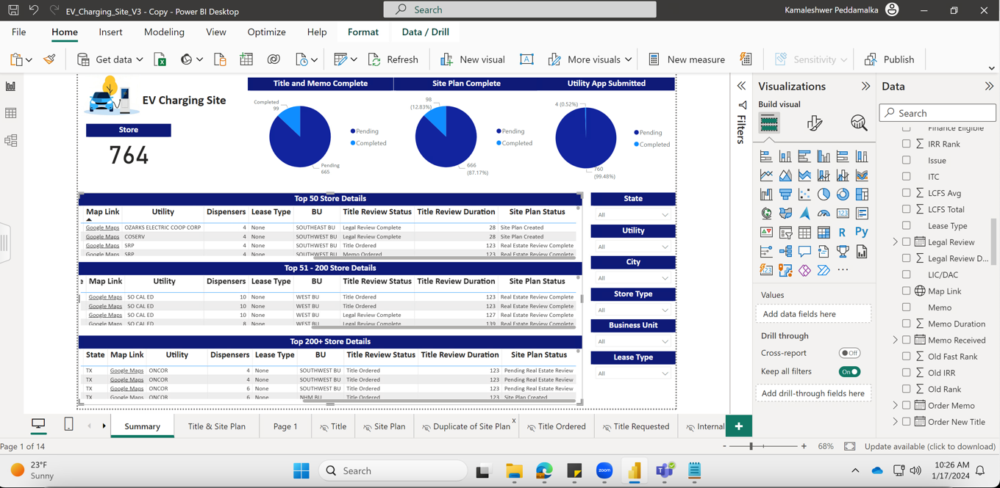 EV_Charging_Site_V3 - Copy - Power BI Desktop
Search
Kamaleshwer Peddamalka
File Home Insert Modeling View Optimize Help Format Data / Drill
Get data Refresh New visual More visuals New measure Sensitivity Publish
EV Charging Site
Store
764
Title and Memo Complete
Completed
99
Pending
Completed
Pending
665
Site Plan Complete
98
(12.83%)
Pending
Completed
666
(87.17%)
Utility App Submitted
4 (0.52%)
Pending
Completed
760
(99.48%)
Top 50 Store Details
Map Link Utility Dispensers Lease Type BU Title Review Status Title Review Duration Site Plan Status
Google Maps OZARKS ELECTRIC COOP CORP 4 None SOUTHEAST BU Legal Review Complete 28 Site Plan Created
Google Maps COSERV 4 None SOUTHWEST BU Legal Review Complete 28 Site Plan Created
Google Maps SRP 4 None SOUTHWEST BU Title Ordered 123 Real Estate Review Complete
Google Maps SRP 4 None SOUTHWEST BU Memo Ordered 123 Real Estate Review Complete
Top 51 - 200 Store Details
e Map Link Utility Dispensers Lease Type BU Title Review Status Title Review Duration Site Plan Status
Google Maps SO CAL ED 10 None WEST BU Title Ordered 123 Real Estate Review Complete
Google Maps SO CAL ED 10 None WEST BU Title Ordered 123 Real Estate Review Complete
Google Maps SO CAL ED 10 None WEST BU Legal Review Complete 127 Real Estate Review Complete
Google Maps SO CAL ED 8 None WEST BU Legal Review Complete 139 Real Estate Review Complete
Top 200+ Store Details
State Map Link Utility Dispensers Lease Type BU Title Review Status Title Review Duration Site Plan Status
TX Google Maps ONCOR 4 None SOUTHWEST BU Title Ordered 123 Pending Real Estate Review
TX Google Maps ONCOR 4 None SOUTHWEST BU Title Ordered 123 Pending Real Estate Review
TX Google Maps ONCOR 6 None SOUTHWEST BU Title Ordered 123 Pending Real Estate Review
TX Google Maps ONCOR 6 None NHM BU Title Ordered 123 Site Plan Created
State
All
Utility
All
City
All
Store Type
All
Business Unit
All
Lease Type
All
Filters
Visualizations
Build visual
R Py
123
123
Values
Add data fields here
Drill through
Cross-report Off
Keep all filters On
Add drill-through fields here
Data
Search
Finance Eligible
IRR Rank
Issue
ITC
LCFS Avg
LCFS Total
Lease Type
Legal Review
Legal Review D...
LIC/DAC
Map Link
Memo
Memo Duration
Memo Received
Old Fast Rank
Old IRR
Old Rank
Order Memo
Order New Title
Summary Title & Site Plan Page 1 Title Site Plan Duplicate of Site Plan x Title Ordered Title Requested Internal +
Page 1 of 14
- + 68% Update available (click to download)
23°F
Sunny
Search
zoom
10:26 AM
1/17/2024